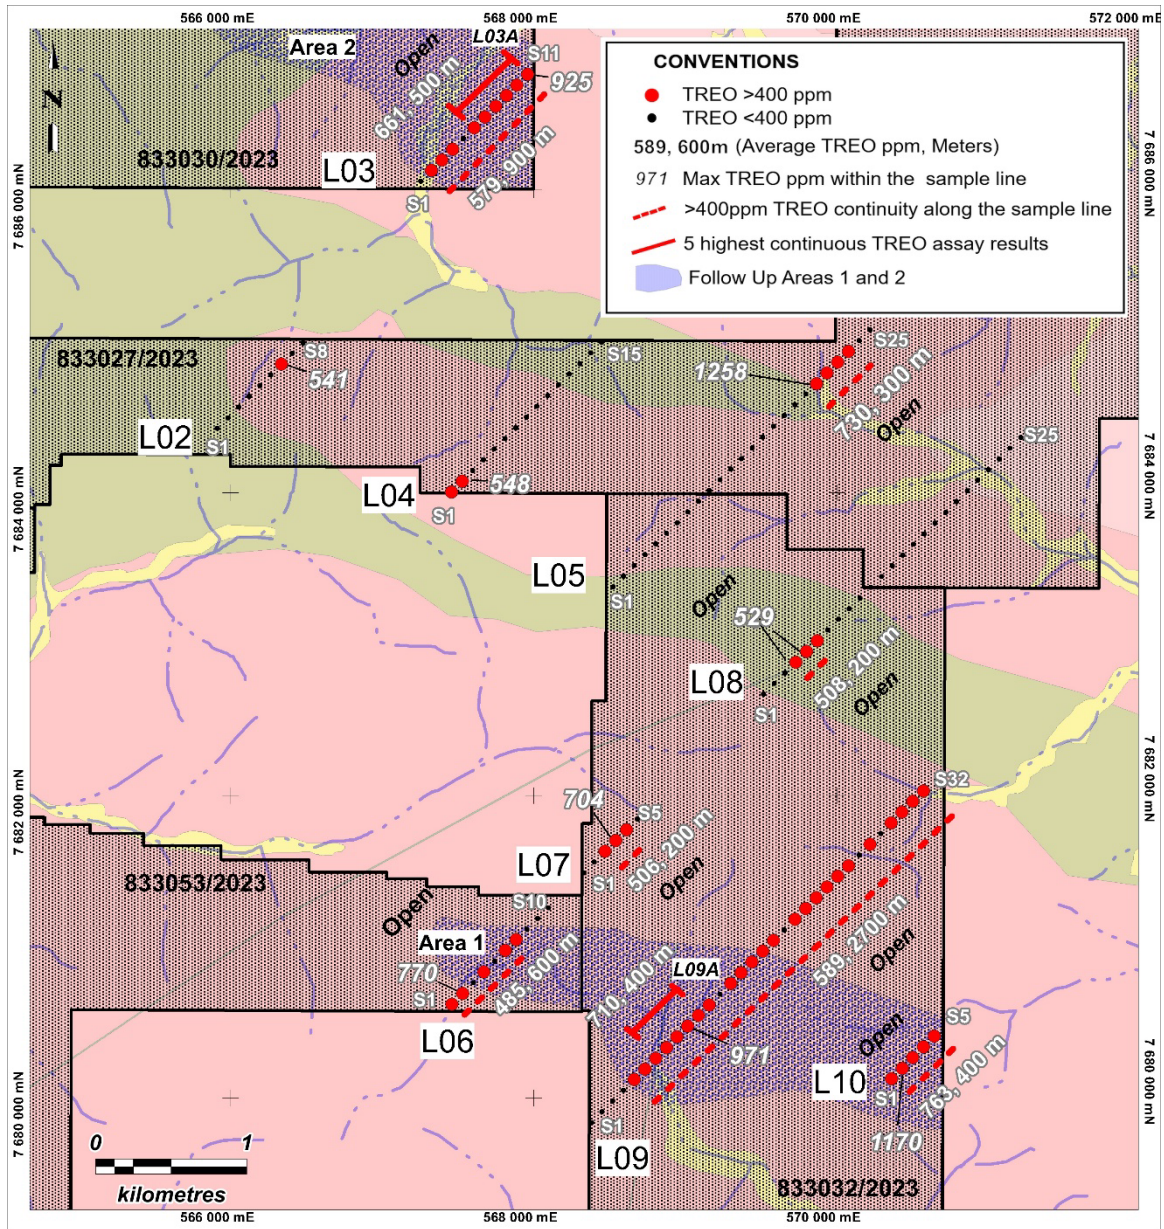 566 000 mE
568 000 mE
570 000 mE
572 000 mE
Area 2
Open
L03A
S11
925
661, 500 m
N
833030/2023
L03
S1
579, 900 m
CONVENTIONS
TREO >400 ppm
TREO <400 ppm
589, 600m (Average TREO ppm, Meters)
971 Max TREO ppm within the sample line
>400ppm TREO continuity along the sample line
5 highest continuous TREO assay results
Follow Up Areas 1 and 2
7 686 000 mN
7 686 000 mN
833027/2023
S8
541
L02
S1
S15
L04
548
S1
1258
S25
730, 300 m
Open
S25
7 684 000 mN
7 684 000 mN
L05
S1
Open
529
L08
S1
508, 200 m
Open
7 682 000 mN
7 682 000 mN
704
S5
L07
S1
506, 200 m
Open
S32
833053/2023
Open
S10
Area 1
770
S1
485, 600 m
L06
710, 400 m
L09A
589, 2700 m
Open
971
Open
S5
L10
S1
763, 400 m
1170
7 680 000 mN
7 680 000 mN
S1
L09
0 1
kilometres
833032/2023
566 000 mE
568 000 mE
570 000 mE